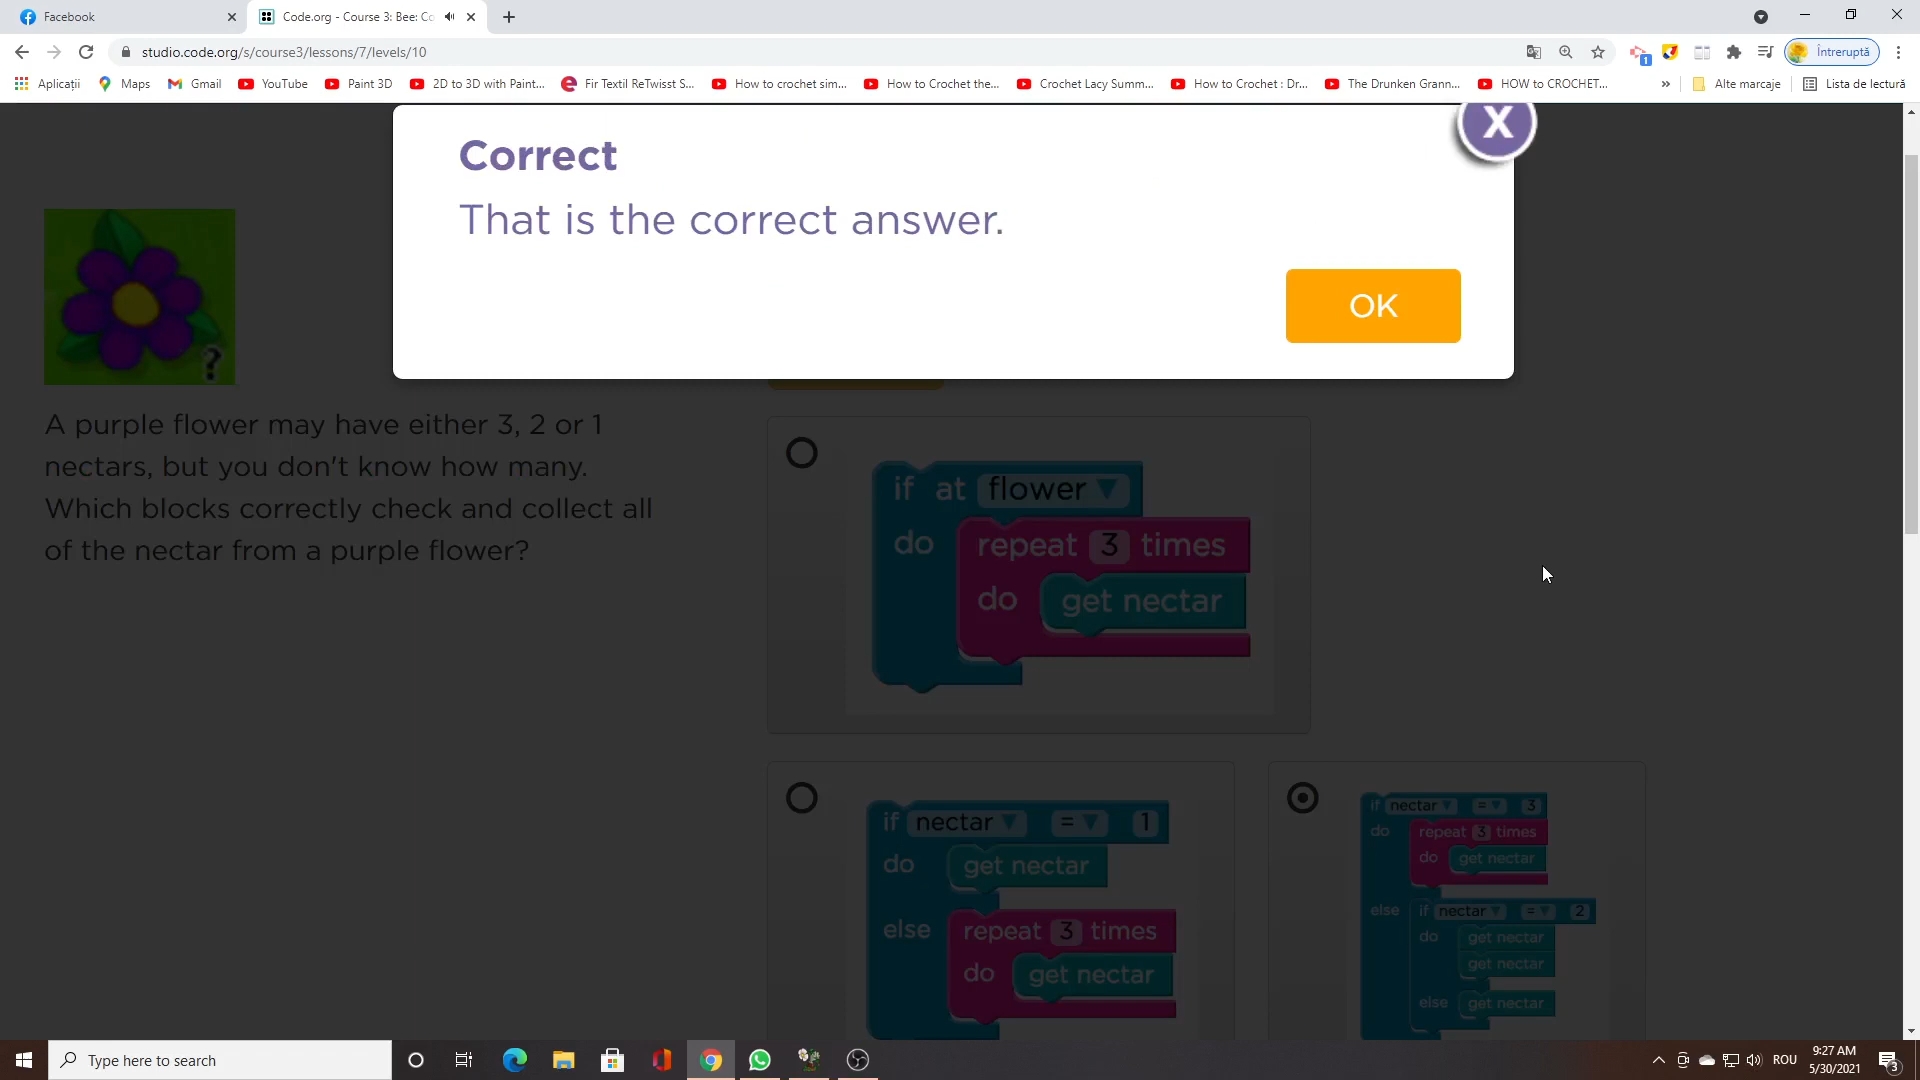 Facebook
Code.org - Course 3: Bee: Co
studio.code.org/s/course3/lessons/7/levels/10
1
Întreruptă
Aplicații
Maps
Gmail
YouTube
Paint 3D
2D to 3D with Paint...
Fir Textil ReTwisst S...
How to crochet sim...
How to Crochet the...
Crochet Lacy Summ...
How to Crochet : Dr...
The Drunken Grann...
HOW to CROCHET...
»
Alte marcaje
Lista de lectură
X
Correct
That is the correct answer.
OK
?
A purple flower may have either 3, 2 or 1
nectars, but you don't know how many.
Which blocks correctly check and collect all
of the nectar from a purple flower?
if at flower
do repeat 3 times
do get nectar
if nectar = 1
do get nectar
else repeat 3 times
do get nectar
if nectar = 3
do repeat 3 times
do get nectar
else if nectar = 2
do get nectar
get nectar
else get nectar
Type here to search
ROU
9:27 AM
5/30/2021
3